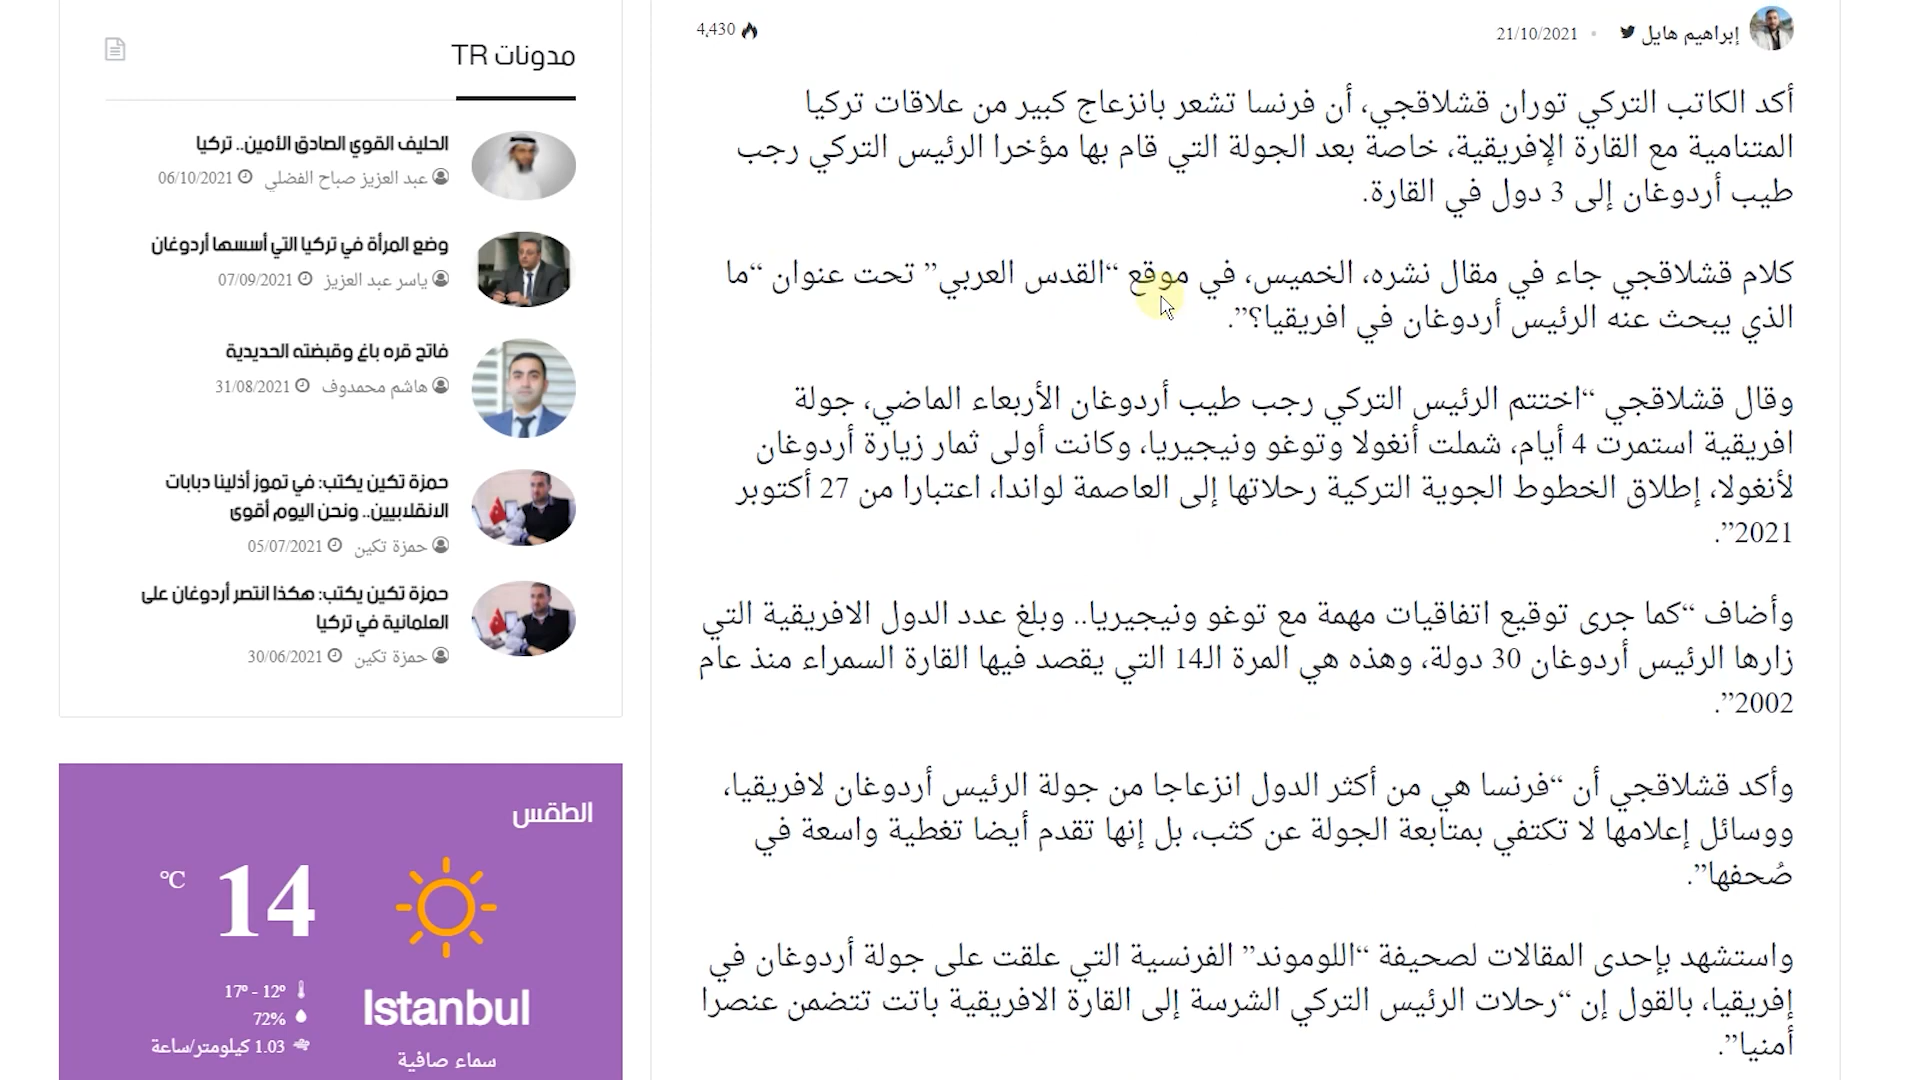 إبراهيم هايل • 21/10/2021
4,430
أكد الكاتب التركي توران قشلاقجي، أن فرنسا تشعر بانزعاج كبير من علاقات تركيا
المتنامية مع القارة الإفريقية، خاصة بعد الجولة التي قام بها مؤخرا الرئيس التركي رجب
طيب أردوغان إلى 3 دول في القارة.
كلام قشلاقجي جاء في مقال نشره، الخميس، في موقع “القدس العربي” تحت عنوان “ما
الذي يبحث عنه الرئيس أردوغان في افريقيا؟”.
وقال قشلاقجي “اختتم الرئيس التركي رجب طيب أردوغان الأربعاء الماضي، جولة
افريقية استمرت 4 أيام، شملت أنغولا وتوغو ونيجيريا، وكانت أولى ثمار زيارة أردوغان
لأنغولا، إطلاق الخطوط الجوية التركية رحلاتها إلى العاصمة لواندا، اعتبارا من 27 أكتوبر
2021”.
وأضاف “كما جرى توقيع اتفاقيات مهمة مع توغو ونيجيريا.. وبلغ عدد الدول الافريقية التي
زارها الرئيس أردوغان 30 دولة، وهذه هي المرة الـ14 التي يقصد فيها القارة السمراء منذ عام
2002”.
وأكد قشلاقجي أن “فرنسا هي من أكثر الدول انزعاجا من جولة الرئيس أردوغان لافريقيا،
ووسائل إعلامها لا تكتفي بمتابعة الجولة عن كثب، بل إنها تقدم أيضا تغطية واسعة في
صُحفها”.
واستشهد بإحدى المقالات لصحيفة “اللوموند” الفرنسية التي علقت على جولة أردوغان في
إفريقيا، بالقول إن “رحلات الرئيس التركي الشرسة إلى القارة الافريقية باتت تتضمن عنصرا
أمنيا”.
مدونات TR
الحليف القوي الصادق الأمين.. تركيا
عبد العزيز صباح الفضلي 06/10/2021
وضع المرأة في تركيا التي أسسها أردوغان
ياسر عبد العزيز 07/09/2021
فاتح قره باغ وقبضته الحديدية
هاشم محمدوف 31/08/2021
حمزة تكين يكتب: في تموز أذلينا دبابات
الانقلابيين.. ونحن اليوم أقوى
حمزة تكين 05/07/2021
حمزة تكين يكتب: هكذا انتصر أردوغان على
العلمانية في تركيا
حمزة تكين 30/06/2021
الطقس
14 ℃
Istanbul
سماء صافية
17º - 12º
72%
1.03 كيلومتر/ساعة